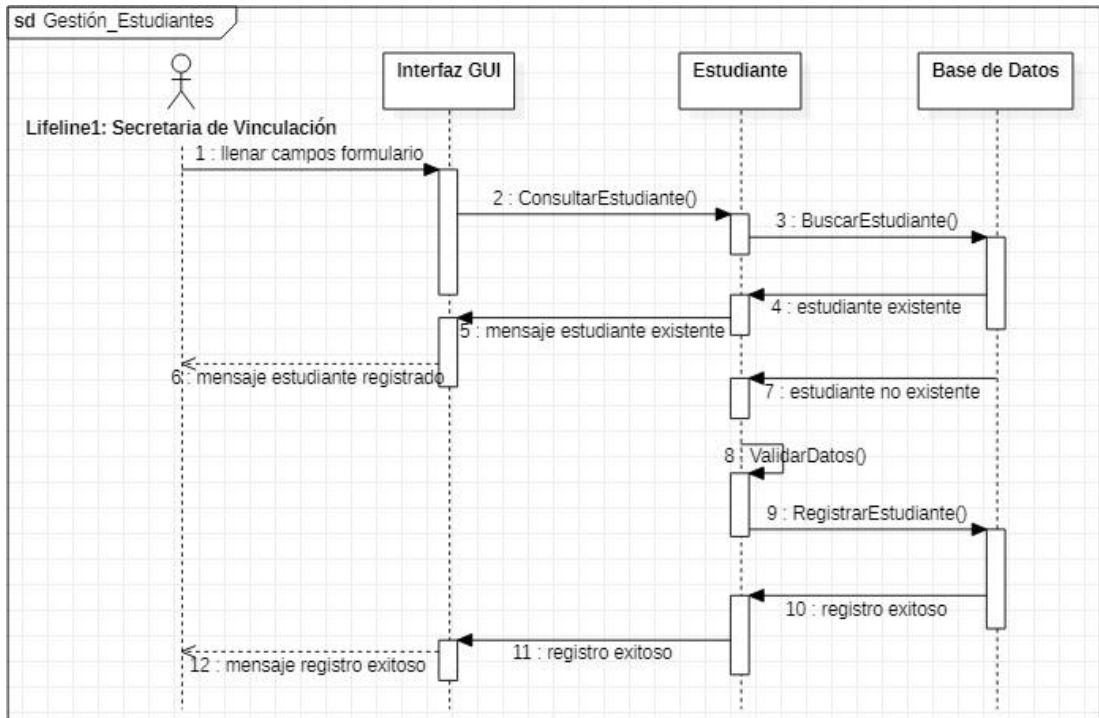 sd Gestión_Estudiantes
Interfaz GUI
Estudiante
Base de Datos
Lifeline1: Secretaria de Vinculación
1 : llenar campos formulario
2 : ConsultarEstudiante()
3 : BuscarEstudiante()
4 : estudiante existente
5 : mensaje estudiante existente
6 : mensaje estudiante registrado
7 : estudiante no existente
8 : ValidarDatos()
9 : RegistrarEstudiante()
10 : registro exitoso
11 : registro exitoso
12 : mensaje registro exitoso